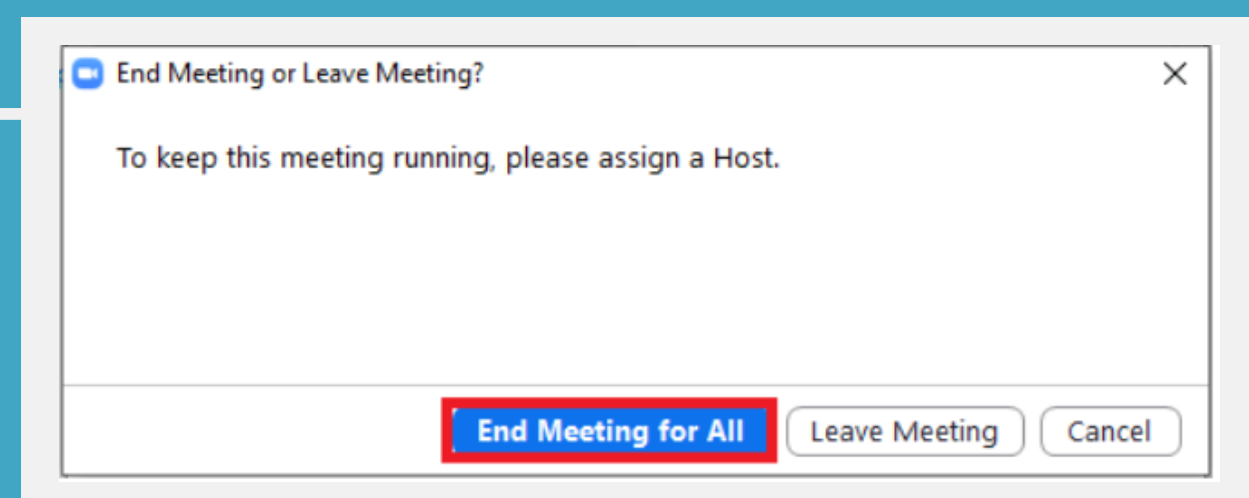 End Meeting or Leave Meeting?
To keep this meeting running, please assign a Host.
End Meeting for All Leave Meeting Cancel